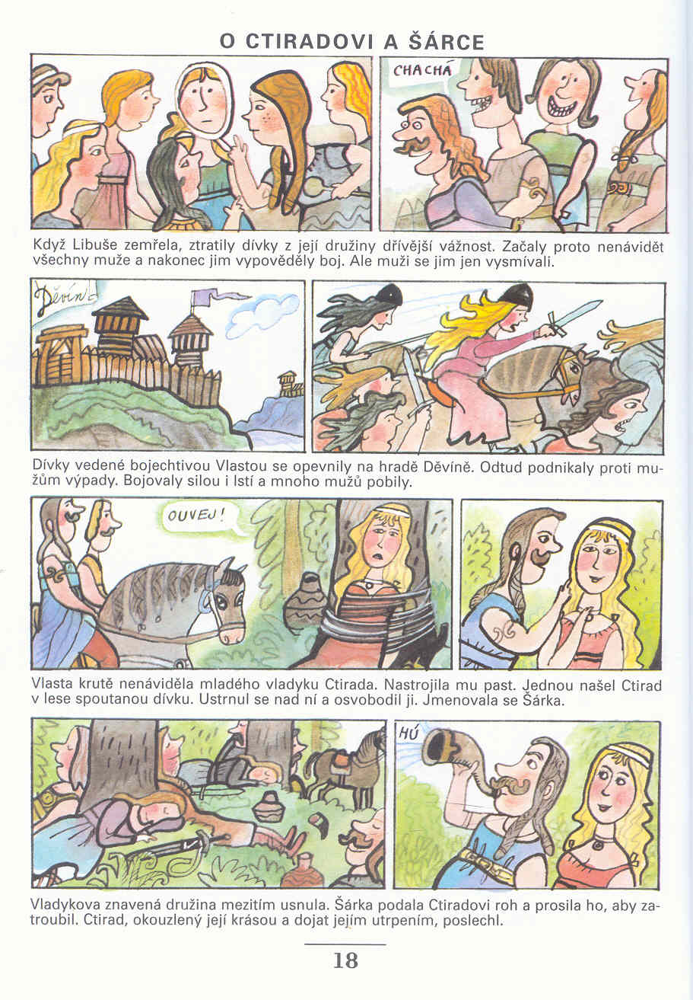 O CTIRADOVI A ŠÁRCE
CHACHÁ
Když Libuše zemřela, ztratily dívky z její družiny dřívější vážnost. Začaly proto nenávidět
všechny muže a nakonec jim vypověděly boj. Ale muži se jim jen vysmívali.
Děvín
Dívky vedené bojechtivou Vlastou se opevnily na hradě Děvíně. Odtud podnikaly proti mu-
žům výpady. Bojovaly silou i lstí a mnoho mužů pobily.
OUVEJ!
Vlasta krutě nenáviděla mladého vladyku Ctirada. Nastrojila mu past. Jednou našel Ctirad
v lese spoutanou dívku. Ustrnul se nad ní a osvobodil ji. Jmenovala se Šárka.
HÚ
Vladykova znavená družina mezitím usnula. Šárka podala Ctiradovi roh a prosila ho, aby za-
troubil. Ctirad, okouzlený její krásou a dojat jejím utrpením, poslechl.
18